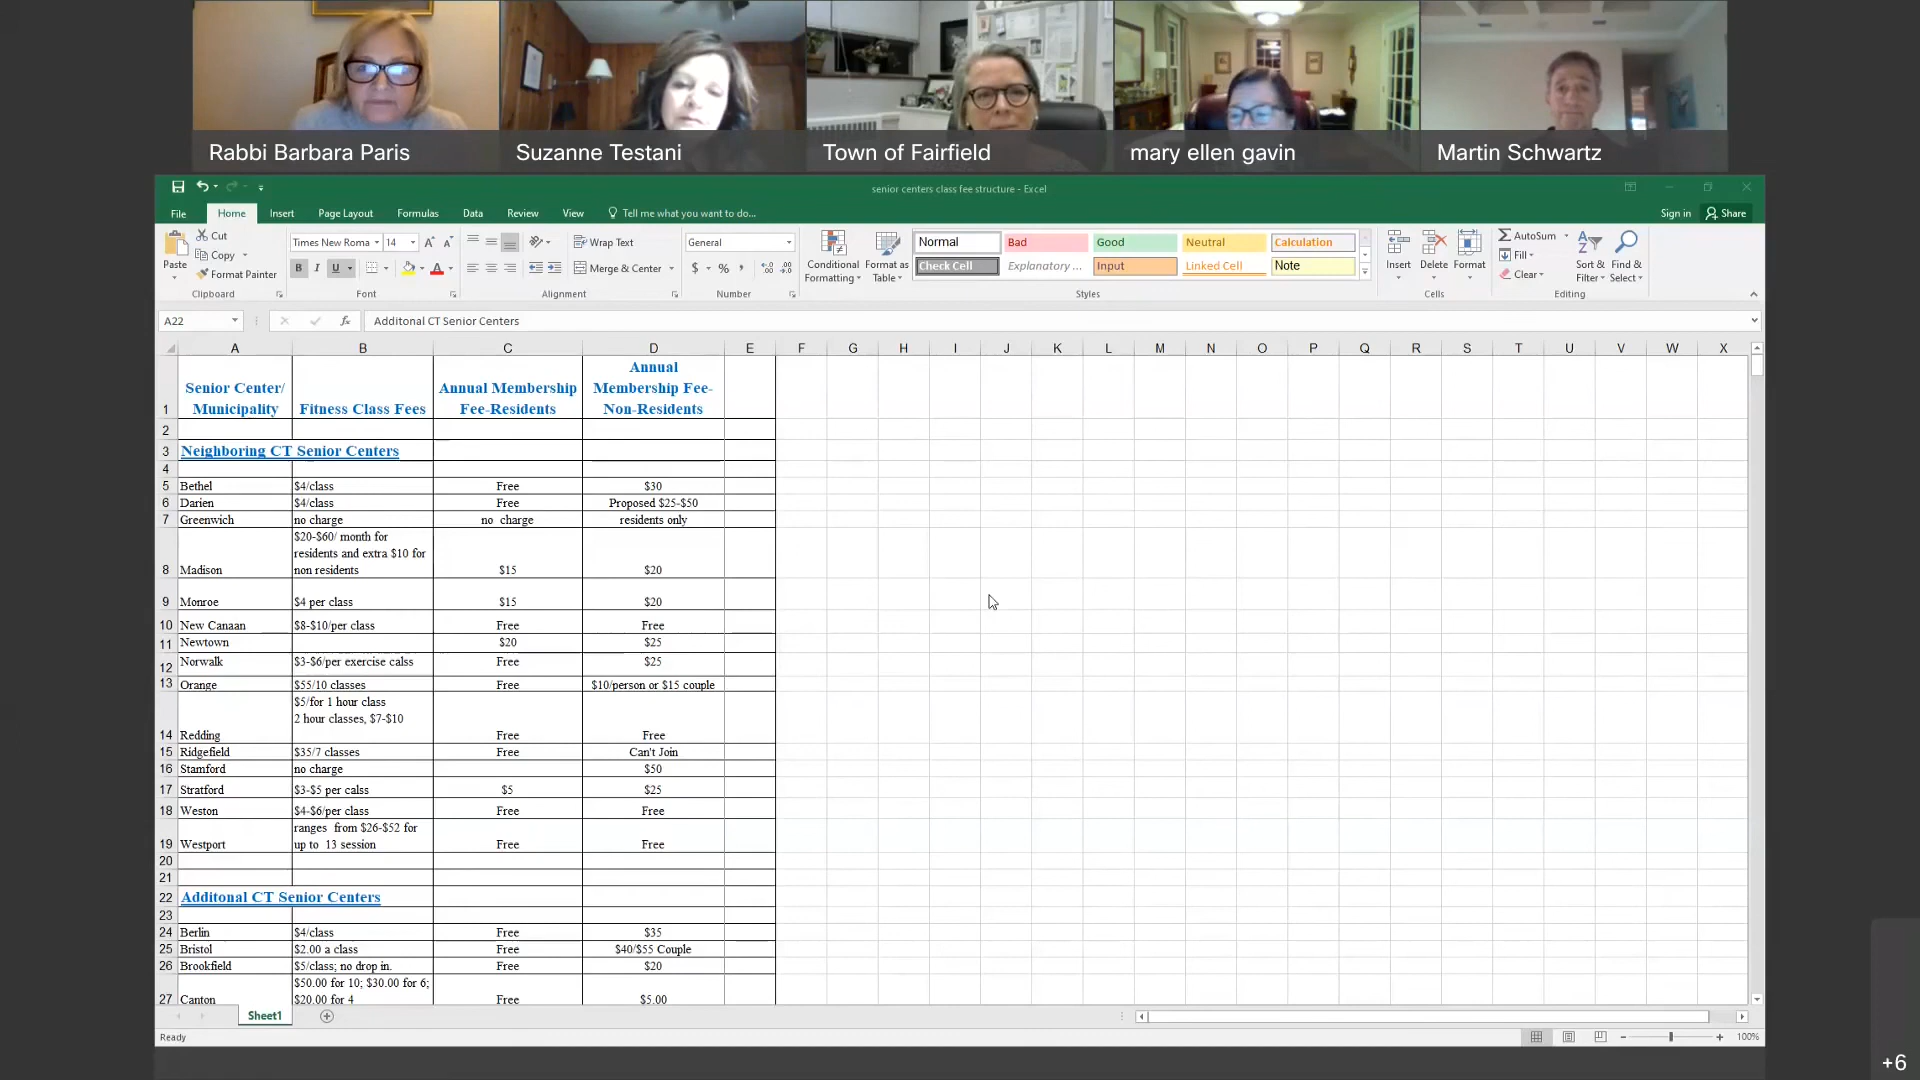 Rabbi Barbara Paris
Suzanne Testani
Town of Fairfield
mary ellen gavin
Martin Schwartz
senior centers class fee structure - Excel
File Home Insert Page Layout Formulas Data Review View Tell me what you want to do... Sign in Share
Paste
Cut
Copy
Format Painter
Clipboard
Times New Roma 14
B I U
Font
Wrap Text
Merge & Center
Alignment
General
$ % ,
Number
Conditional Formatting
Format as Table
Normal Bad Good Neutral Calculation
Check Cell Explanatory ... Input Linked Cell Note
Styles
Insert Delete Format
Cells
AutoSum
Fill
Clear
Sort & Filter
Find & Select
Editing
A22 fx Additonal CT Senior Centers
A B C D E F G H I J K L M N O P Q R S T U V W X
1 Senior Center/ Municipality Fitness Class Fees Annual Membership Fee-Residents Annual Membership Fee-Non-Residents
2
3 Neighboring CT Senior Centers
4
5 Bethel $4/class Free $30
6 Darien $4/class Free Proposed $25-$50
7 Greenwich no charge no charge residents only
8 Madison $20-$60/ month for residents and extra $10 for non residents $15 $20
9 Monroe $4 per class $15 $20
10 New Canaan $8-$10/per class Free Free
11 Newtown $20 $25
12 Norwalk $3-$6/per exercise calss Free $25
13 Orange $55/10 classes Free $10/person or $15 couple
14 Redding $5/for 1 hour class 2 hour classes, $7-$10 Free Free
15 Ridgefield $35/7 classes Free Can't Join
16 Stamford no charge $50
17 Stratford $3-$5 per calss $5 $25
18 Weston $4-$6/per class Free Free
19 Westport ranges from $26-$52 for up to 13 session Free Free
20
21
22 Additonal CT Senior Centers
23
24 Berlin $4/class Free $35
25 Bristol $2.00 a class Free $40/$55 Couple
26 Brookfield $5/class; no drop in. Free $20
27 Canton $50.00 for 10; $30.00 for 6; $20.00 for 4 Free $5.00
Sheet1
Ready
100%
+6